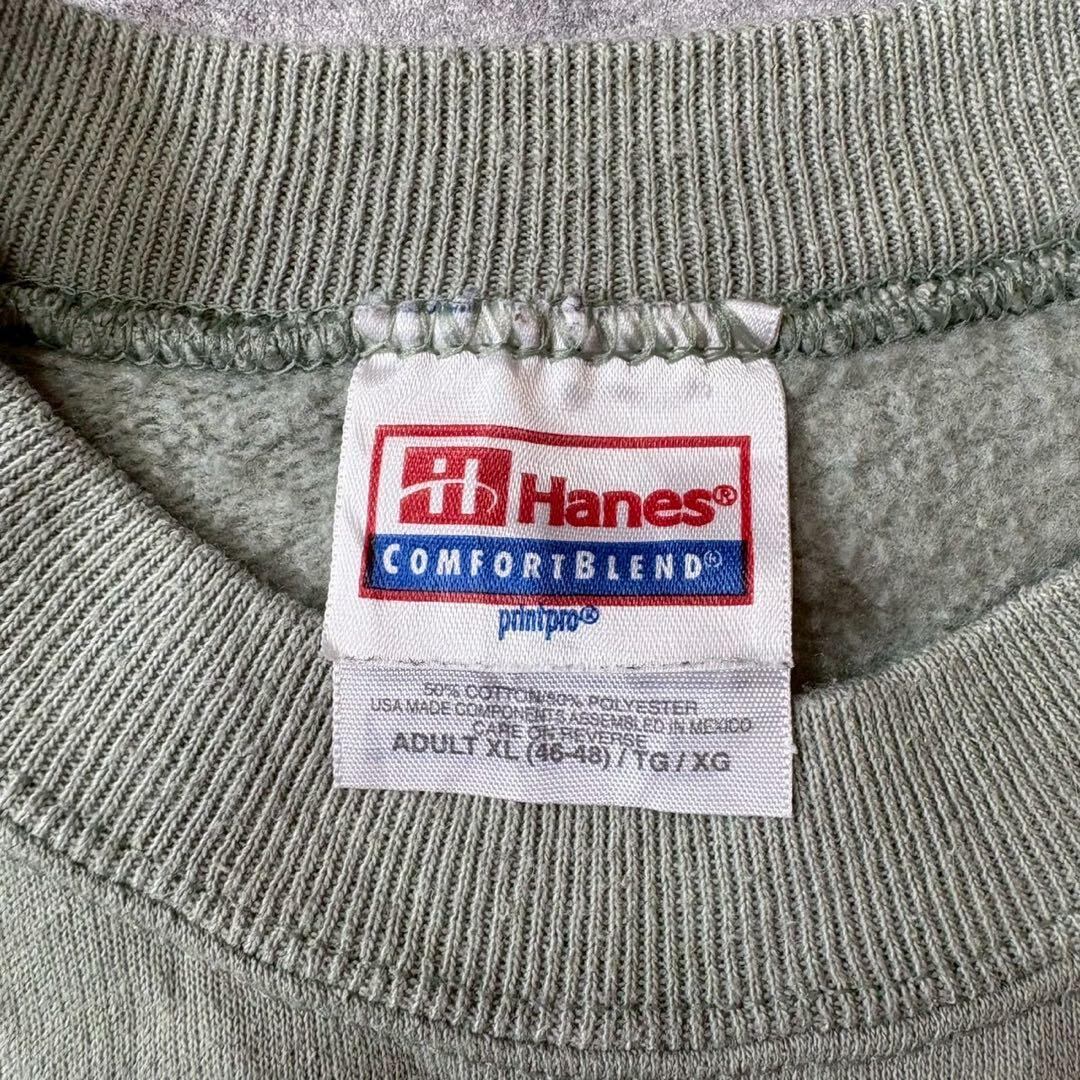 Hanes®
COMFORTBLEND®
printpro®
50% COTTON/50% POLYESTER
USA MADE COMPONENTS ASSEMBLED IN MEXICO
CARE ON REVERSE
ADULT XL (46-48) / TG / XG